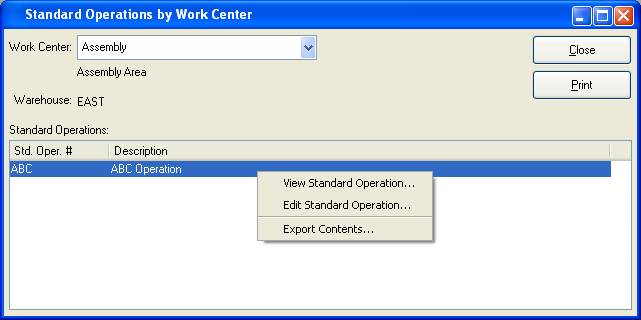 Standard Operations by Work Center
Work Center: Assembly
Close
Assembly Area
Print
Warehouse: EAST
Standard Operations:
Std. Oper. # Description
ABC ABC Operation
View Standard Operation...
Edit Standard Operation...
Export Contents...